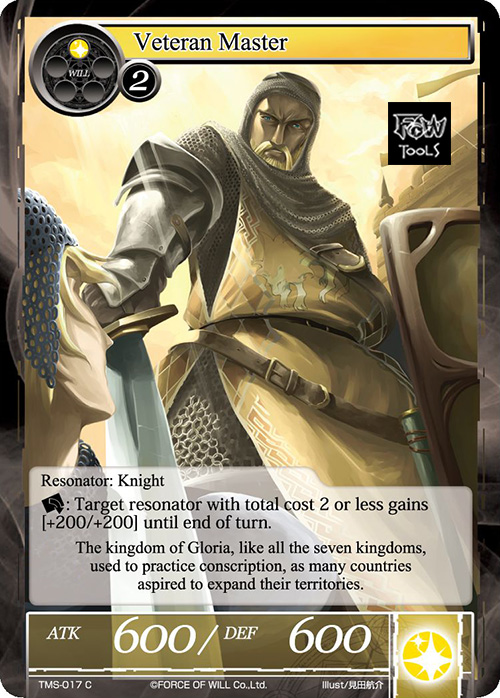 Veteran Master
WILL
2
FOW
TOOLS
Resonator: Knight
: Target resonator with total cost 2 or less gains
[+200/+200] until end of turn.
The kingdom of Gloria, like all the seven kingdoms,
used to practice conscription, as many countries
aspired to expand their territories.
ATK 600/ DEF 600
TMS-017 C ©FORCE OF WILL Co.,Ltd. Illust/見田航介